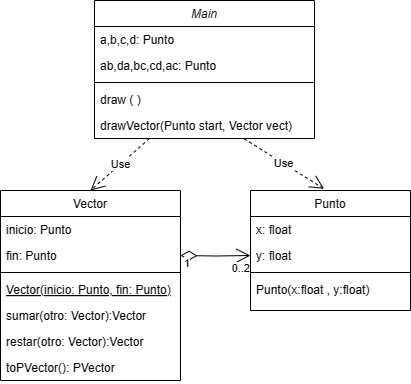 Main
a,b,c,d: Punto
ab,da,bc,cd,ac: Punto
draw ( )
drawVector(Punto start, Vector vect)
Use
Use
Vector
inicio: Punto
fin: Punto
Vector(inicio: Punto, fin: Punto)
sumar(otro: Vector):Vector
restar(otro: Vector):Vector
toPVector(): PVector
1
0..2
Punto
x: float
y: float
Punto(x:float , y:float)